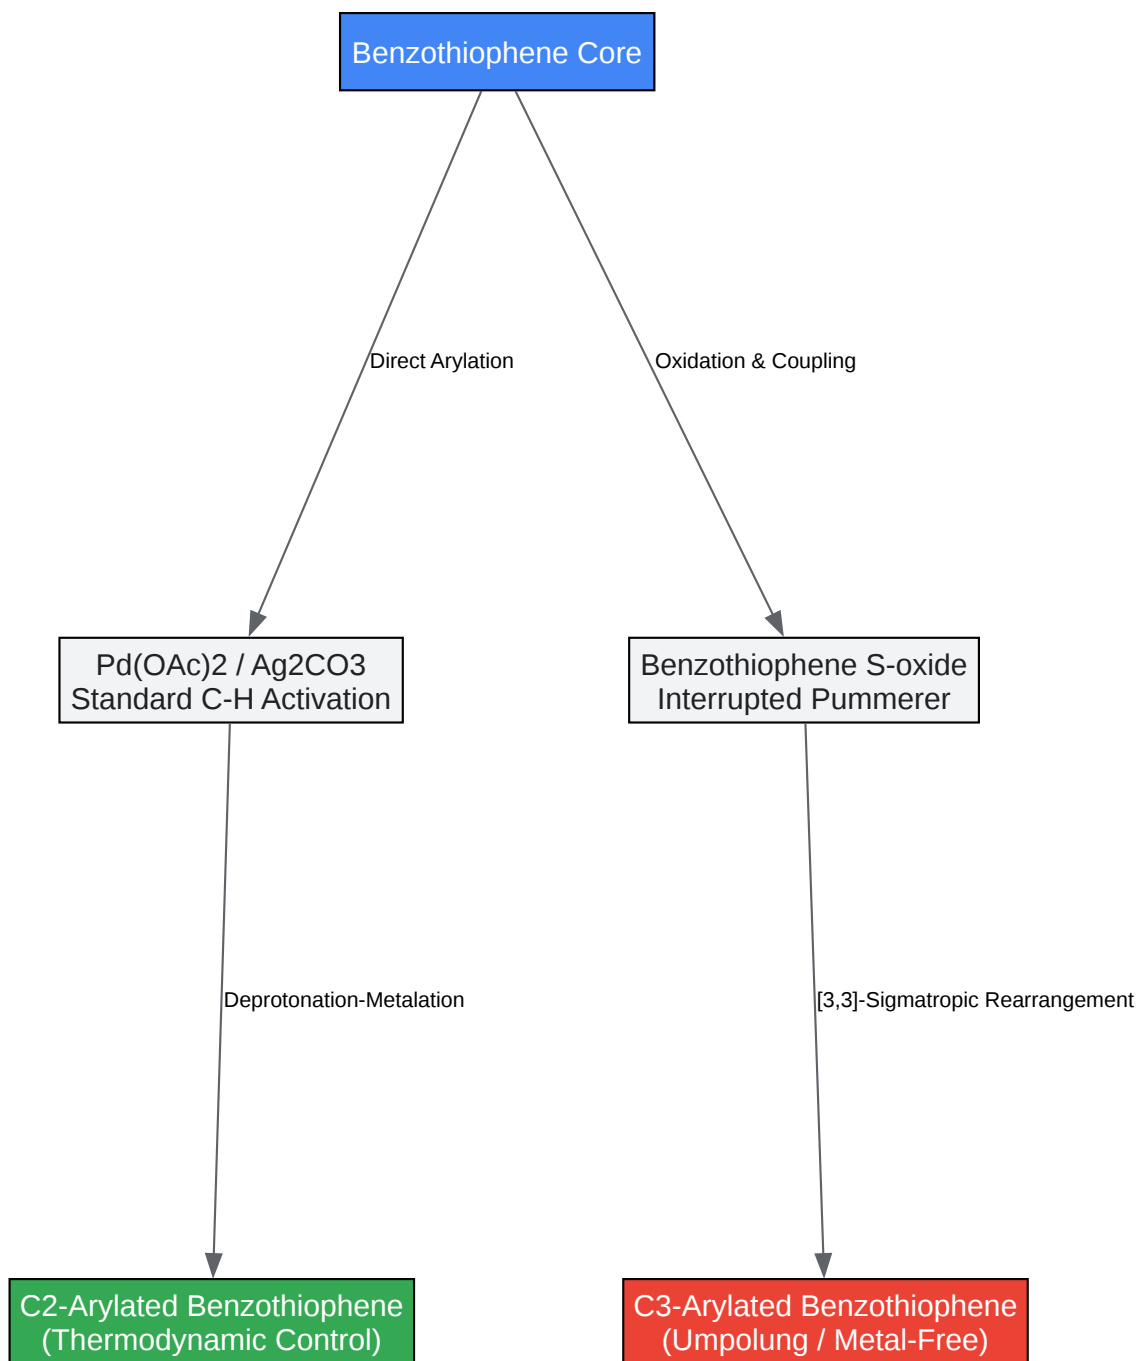 Benzothiophene Core
Direct Arylation
Oxidation & Coupling
Pd(OAc)2 / Ag2CO3
Standard C-H Activation
Benzothiophene S-oxide
Interrupted Pummerer
Deprotonation-Metalation
[3,3]-Sigmatropic Rearrangement
C2-Arylated Benzothiophene
(Thermodynamic Control)
C3-Arylated Benzothiophene
(Umpolung / Metal-Free)